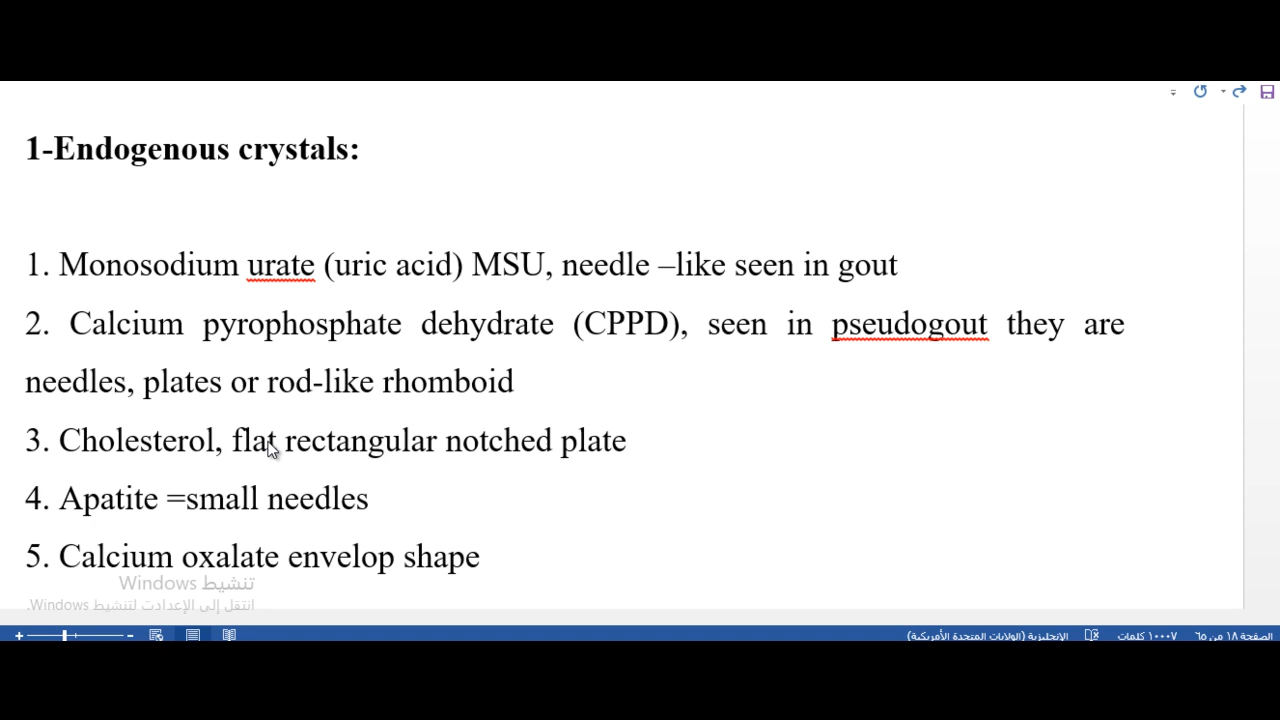 1-Endogenous crystals:
1. Monosodium urate (uric acid) MSU, needle –like seen in gout
2. Calcium pyrophosphate dehydrate (CPPD), seen in pseudogout they are
needles, plates or rod-like rhomboid
3. Cholesterol, flat rectangular notched plate
4. Apatite =small needles
5. Calcium oxalate envelop shape
تنشيط Windows
انتقل إلى الإعدادت لتنشيط Windows.
الصفحة ١٨ من ٦٥ ١٠٠٠٧ كلمات الإنجليزية (الولايات المتحدة الأمريكية)